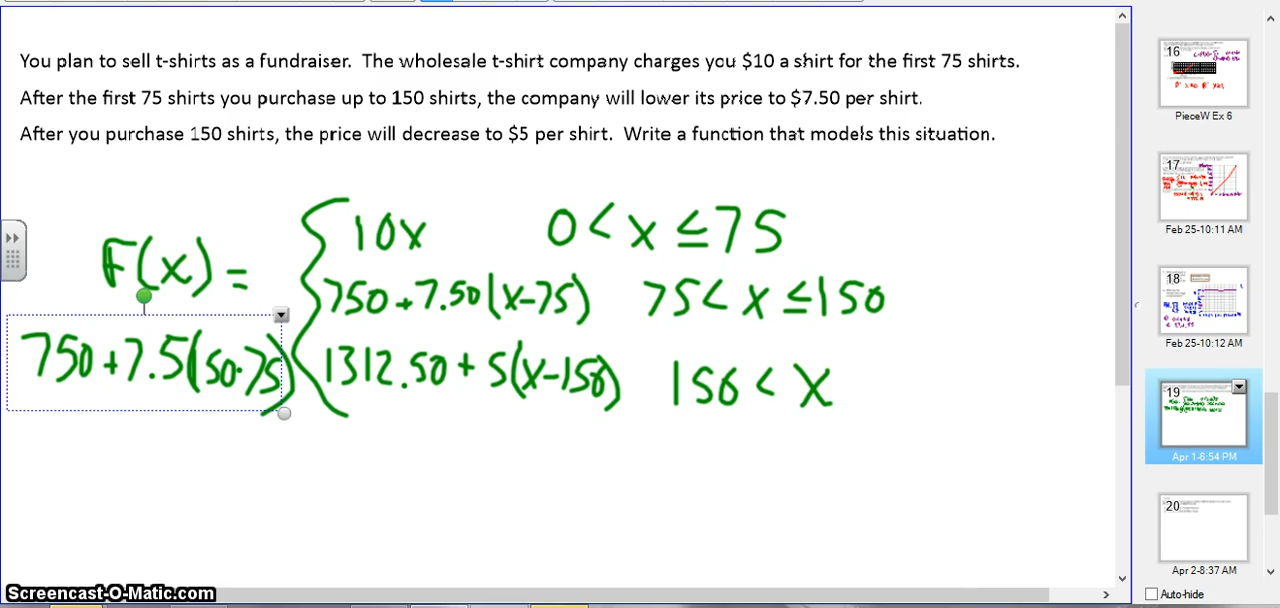 You plan to sell t-shirts as a fundraiser. The wholesale t-shirt company charges you $10 a shirt for the first 75 shirts.
After the first 75 shirts you purchase up to 150 shirts, the company will lower its price to $7.50 per shirt.
After you purchase 150 shirts, the price will decrease to $5 per shirt. Write a function that models this situation.
F(x) =
10x 0 < x ≤ 75
750 + 7.50(x-75) 75 < x ≤ 150
750 + 7.5(50-75)
1312.50 + 5(x-150) 150 < x
16
PieceW Ex 6
17
Feb 25-10:11 AM
18
Feb 25-10:12 AM
19
Apr 1-6:54 PM
20
Apr 2-8:37 AM
Auto-hide
Screencast-O-Matic.com